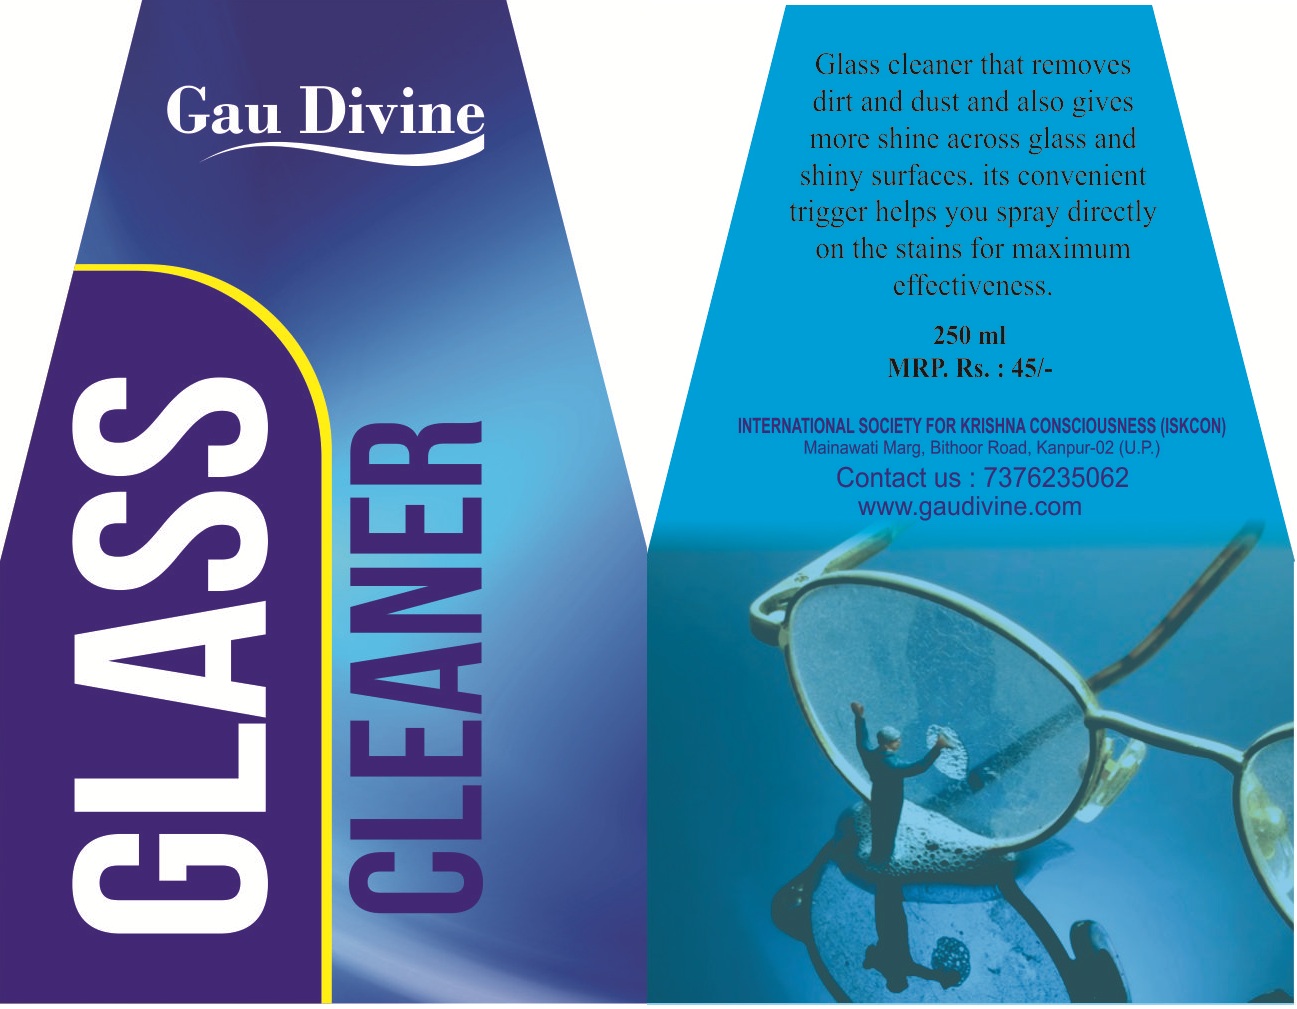 Gau Divine
GLASS
CLEANER
Glass cleaner that removes
dirt and dust and also gives
more shine across glass and
shiny surfaces. its convenient
trigger helps you spray directly
on the stains for maximum
effectiveness.
250 ml
MRP. Rs. : 45/-
INTERNATIONAL SOCIETY FOR KRISHNA CONSCIOUSNESS (ISKCON)
Mainawati Marg, Bithoor Road, Kanpur-02 (U.P.)
Contact us : 7376235062
www.gaudivine.com